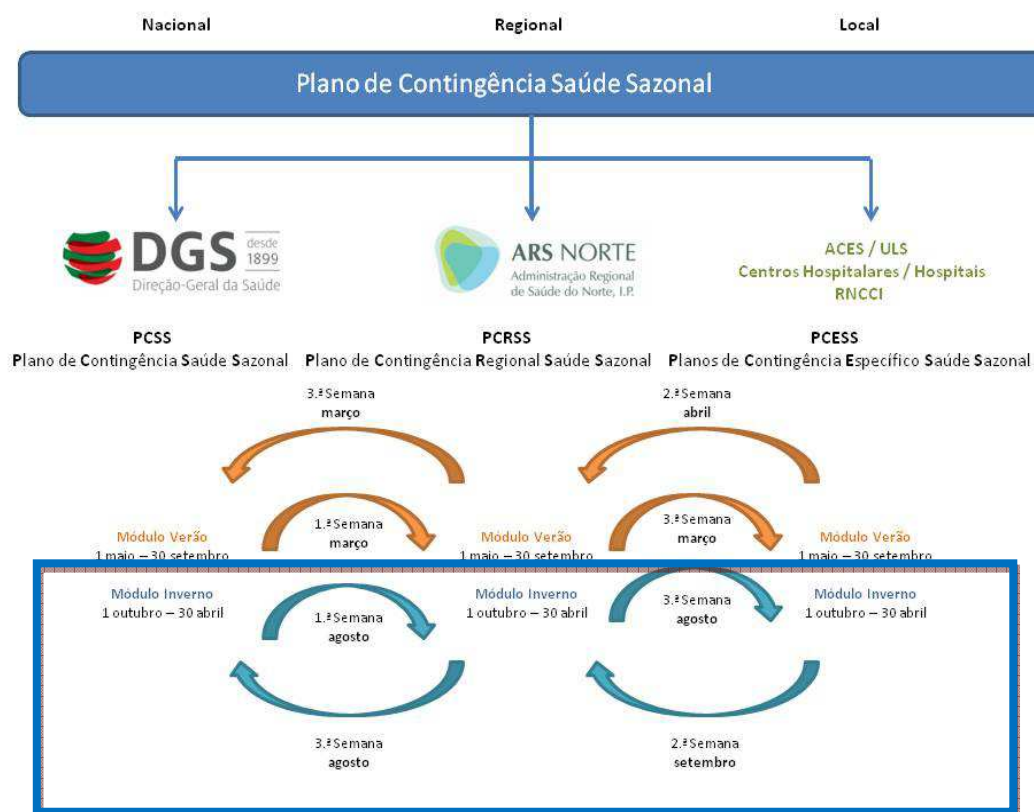 Nacional
Regional
Local
Plano de Contingência Saúde Sazonal
DGS desde 1899
Direção-Geral da Saúde
ARS NORTE
Administração Regional
de Saúde do Norte, I.P.
ACES / ULS
Centros Hospitalares / Hospitais
RNCCI
PCSS
Plano de Contingência Saúde Sazonal
PCRSS
Plano de Contingência Regional Saúde Sazonal
PCESS
Planos de Contingência Específico Saúde Sazonal
3.ª Semana
março
2.ª Semana
abril
1.ª Semana
março
3.ª Semana
março
Módulo Verão
1 maio – 30 setembro
Módulo Verão
1 maio – 30 setembro
Módulo Verão
1 maio – 30 setembro
Módulo Inverno
1 outubro – 30 abril
1.ª Semana
agosto
Módulo Inverno
1 outubro – 30 abril
3.ª Semana
agosto
Módulo Inverno
1 outubro – 30 abril
3.ª Semana
agosto
2.ª Semana
setembro